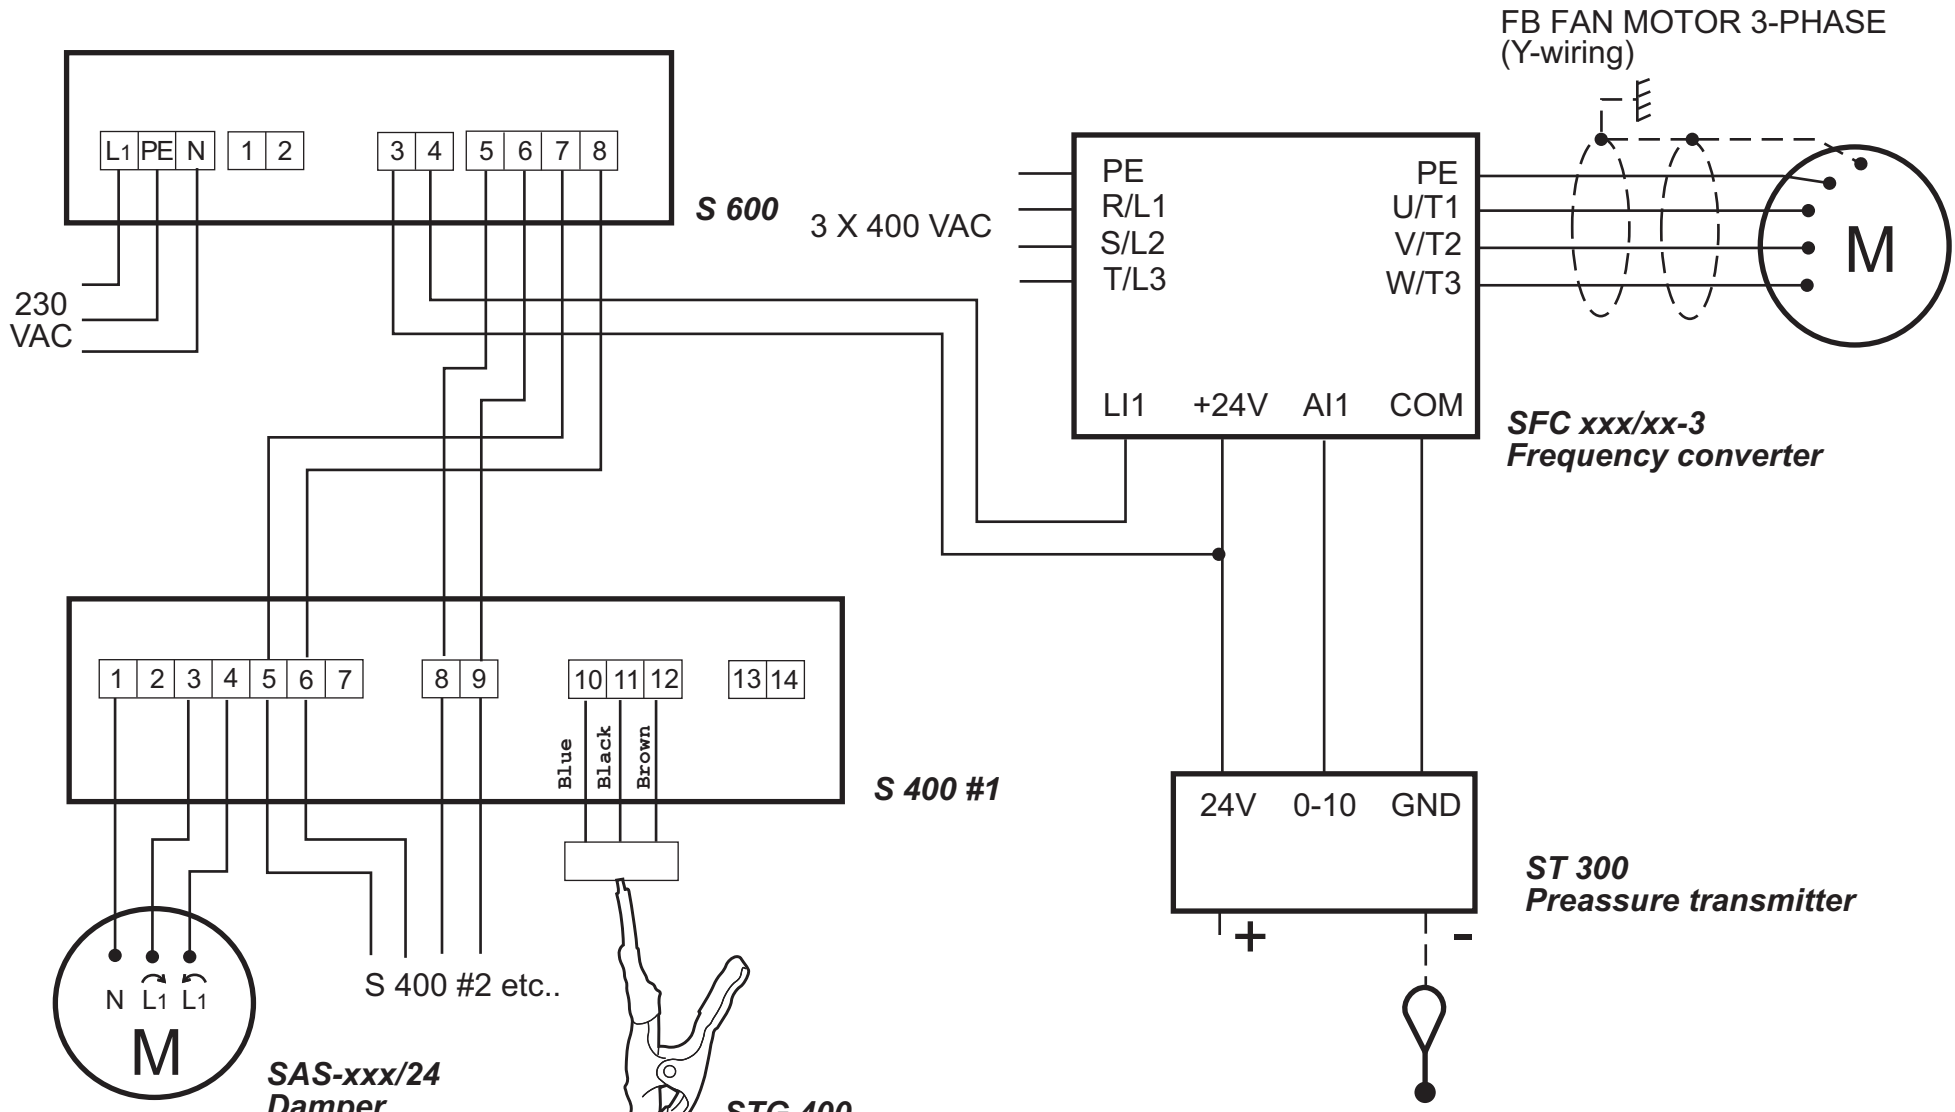 FB FAN MOTOR 3-PHASE
(Y-wiring)
L1 PE N 1 2 3 4 5 6 7 8
S 600
230
VAC
3 X 400 VAC
PE
R/L1
S/L2
T/L3
PE
U/T1
V/T2
W/T3
M
LI1 +24V AI1 COM
SFC xxx/xx-3
Frequency converter
1 2 3 4 5 6 7 8 9 10 11 12 13 14
Blue
Black
Brown
S 400 #1
24V 0-10 GND
ST 300
Preassure transmitter
+ -
S 400 #2 etc..
N L1 L1
M
SAS-xxx/24
Damper
STG 400